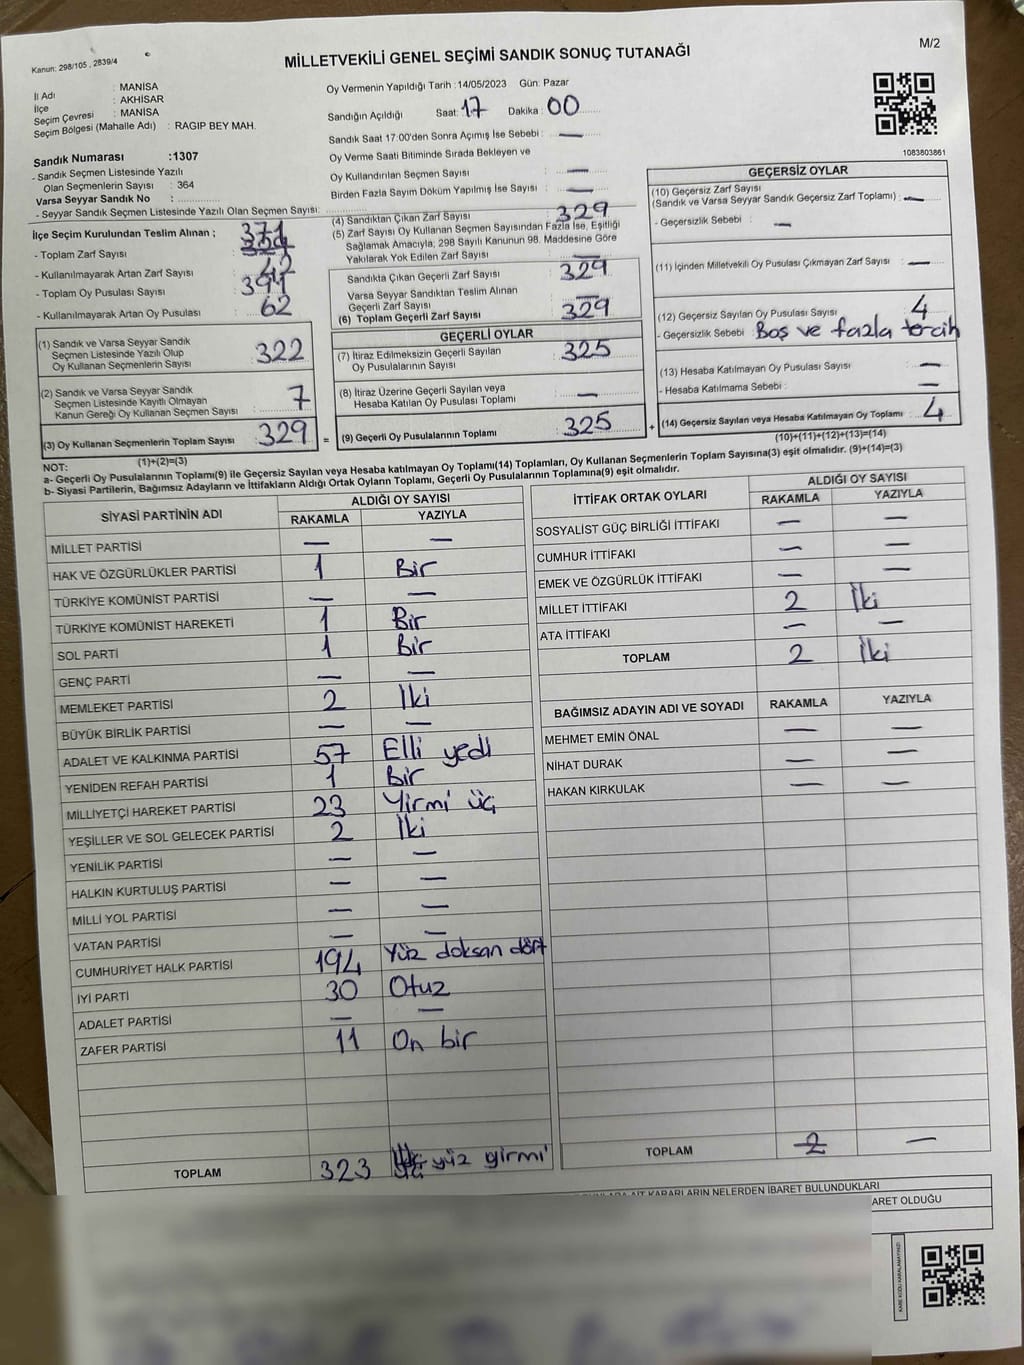 Kanun: 298/105, 2839/4
MİLLETVEKİLİ GENEL SEÇİMİ SANDIK SONUÇ TUTANAĞI
M/2
İl Adı : MANİSA
İlçe : AKHİSAR
Seçim Çevresi : MANİSA
Seçim Bölgesi (Mahalle Adı) : RAGIP BEY MAH.
Sandık Numarası :1307
- Sandık Seçmen Listesinde Yazılı
Olan Seçmenlerin Sayısı : 364
Varsa Seyyar Sandık No :
- Seyyar Sandık Seçmen Listesinde Yazılı Olan Seçmen Sayısı:
Oy Vermenin Yapıldığı Tarih :14/05/2023 Gün: Pazar
Sandığın Açıldığı Saat: 17 Dakika : 00
Sandık Saat 17:00'den Sonra Açımış İse Sebebi : —
Oy Verme Saati Bitiminde Sırada Bekleyen ve
Oy Kullandırılan Seçmen Sayısı : —
Birden Fazla Sayım Döküm Yapılmış İse Sayısı : —
1083803861
İlçe Seçim Kurulundan Teslim Alınan ; 371
- Toplam Zarf Sayısı :
- Kullanılmayarak Artan Zarf Sayısı : 42
- Toplam Oy Pusulası Sayısı : 391
- Kullanılmayarak Artan Oy Pusulası : 62
(1) Sandık ve Varsa Seyyar Sandık
Seçmen Listesinde Yazılı Olup
Oy Kullanan Seçmenlerin Sayısı : 322
(2) Sandık ve Varsa Seyyar Sandık
Seçmen Listesinde Kayıtlı Olmayan
Kanun Gereği Oy Kullanan Seçmen Sayısı : 7
(3) Oy Kullanan Seçmenlerin Toplam Sayısı : 329 =
(1)+(2)=(3)
(4) Sandıktan Çıkan Zarf Sayısı : 329
(5) Zarf Sayısı Oy Kullanan Seçmen Sayısından Fazla İse, Eşitliği
Sağlamak Amacıyla; 298 Sayılı Kanunun 98. Maddesine Göre
Yakılarak Yok Edilen Zarf Sayısı : —
Sandıkta Çıkan Geçerli Zarf Sayısı : 329
Varsa Seyyar Sandıktan Teslim Alınan
Geçerli Zarf Sayısı : —
(6) Toplam Geçerli Zarf Sayısı : 329
GEÇERLİ OYLAR
(7) İtiraz Edilmeksizin Geçerli Sayılan
Oy Pusulalarının Sayısı : 325
(8) İtiraz Üzerine Geçerli Sayılan veya
Hesaba Katılan Oy Pusulası Toplamı : —
(9) Geçerli Oy Pusulalarının Toplamı : 325 +
GEÇERSİZ OYLAR
(10) Geçersiz Zarf Sayısı
(Sandık ve Varsa Seyyar Sandık Geçersiz Zarf Toplamı) : —
- Geçersizlik Sebebi : —
(11) İçinden Milletvekili Oy Pusulası Çıkmayan Zarf Sayısı : —
(12) Geçersiz Sayılan Oy Pusulası Sayısı : 4
- Geçersizlik Sebebi : Boş ve fazla tercih
(13) Hesaba Katılmayan Oy Pusulası Sayısı : —
- Hesaba Katılmama Sebebi : —
(14) Geçersiz Sayılan veya Hesaba Katılmayan Oy Toplamı : 4
(10)+(11)+(12)+(13)=(14)
NOT:
a- Geçerli Oy Pusulalarının Toplamı(9) ile Geçersiz Sayılan veya Hesaba katılmayan Oy Toplamı(14) Toplamları, Oy Kullanan Seçmenlerin Toplam Sayısına(3) eşit olmalıdır. (9)+(14)=(3)
b- Siyasi Partilerin, Bağımsız Adayların ve İttifakların Aldığı Ortak Oyların Toplamı, Geçerli Oy Pusulalarının Toplamına(9) eşit olmalıdır.
SİYASİ PARTİNİN ADI ALDIĞI OY SAYISI
RAKAMLA YAZIYLA
MİLLET PARTİSİ — —
HAK VE ÖZGÜRLÜKLER PARTİSİ 1 Bir
TÜRKİYE KOMÜNİST PARTİSİ — —
TÜRKİYE KOMÜNİST HAREKETİ 1 Bir
SOL PARTİ 1 Bir
GENÇ PARTİ — —
MEMLEKET PARTİSİ 2 İki
BÜYÜK BİRLİK PARTİSİ — —
ADALET VE KALKINMA PARTİSİ 57 Elli yedi
YENİDEN REFAH PARTİSİ 1 Bir
MİLLİYETÇİ HAREKET PARTİSİ 23 Yirmi üç
YEŞİLLER VE SOL GELECEK PARTİSİ 2 İki
YENİLİK PARTİSİ — —
HALKIN KURTULUŞ PARTİSİ — —
MİLLİ YOL PARTİSİ — —
VATAN PARTİSİ — —
CUMHURİYET HALK PARTİSİ 194 Yüz doksan dört
İYİ PARTİ 30 Otuz
ADALET PARTİSİ — —
ZAFER PARTİSİ 11 On bir
TOPLAM 323 yüz yirmi
İTTİFAK ORTAK OYLARI ALDIĞI OY SAYISI
RAKAMLA YAZIYLA
SOSYALİST GÜÇ BİRLİĞİ İTTİFAKI — —
CUMHUR İTTİFAKI — —
EMEK VE ÖZGÜRLÜK İTTİFAKI — —
MİLLET İTTİFAKI 2 İki
ATA İTTİFAKI — —
TOPLAM 2 İki
BAĞIMSIZ ADAYIN ADI VE SOYADI RAKAMLA YAZIYLA
MEHMET EMİN ÖNAL — —
NİHAT DURAK — —
HAKAN KIRKULAK — —
TOPLAM 2 —
AİT KARARLARIN NELERDEN İBARET BULUNDUKLARI
ARET OLDUĞU
KARE KODU KARALAMAYINIZ!